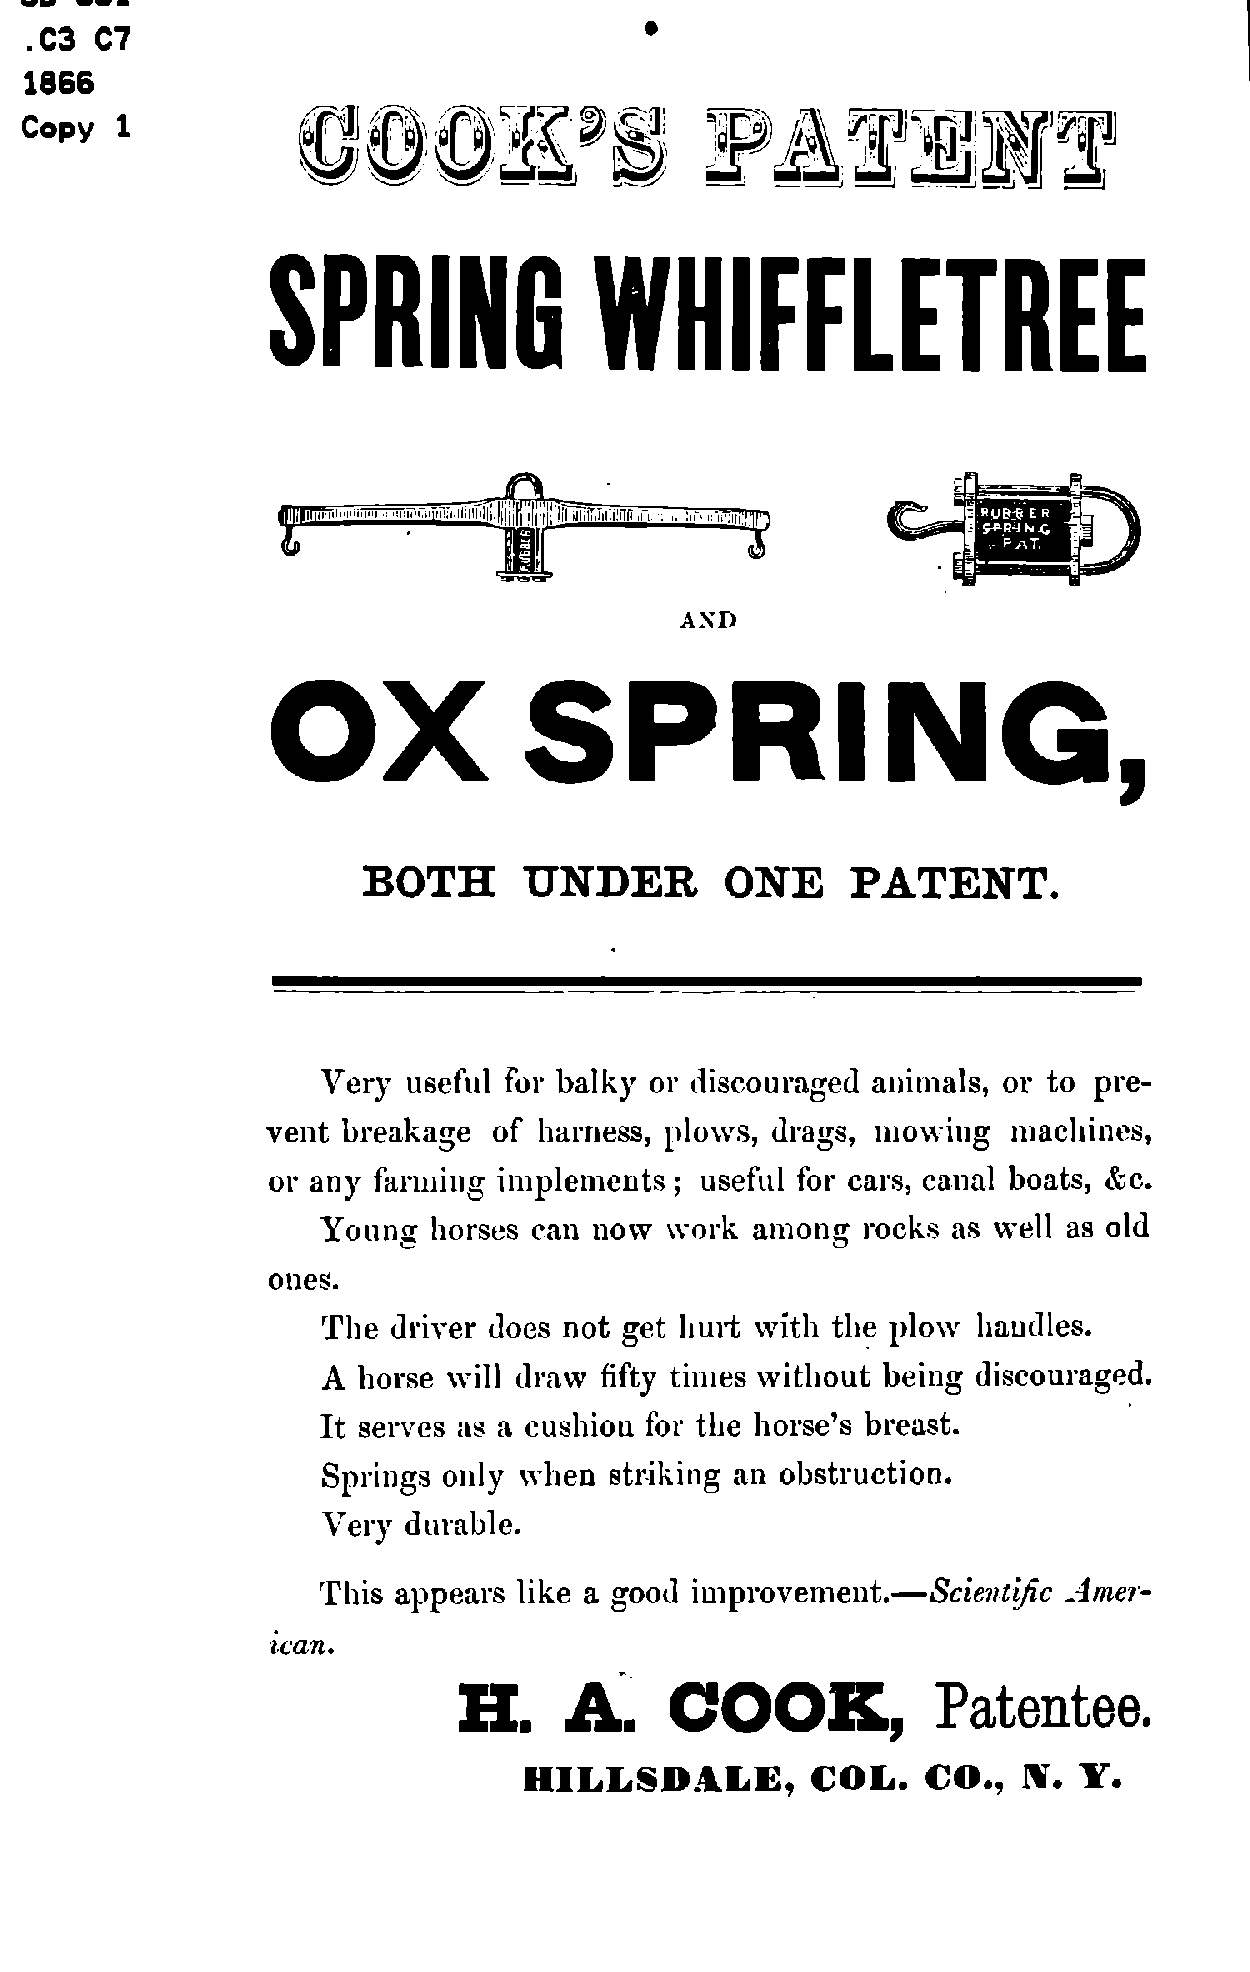 .C3 C7
1866
Copy 1
COOK'S PATENT
SPRING WHIFFLETREE
RUBBER
RUBBER
SPRING
PAT.
AND
OX SPRING,
BOTH UNDER ONE PATENT.
Very useful for balky or discouraged animals, or to pre-
vent breakage of harness, plows, drags, mowing machines,
or any farming implements; useful for cars, canal boats, &c.
Young horses can now work among rocks as well as old
ones.
The driver does not get hurt with the plow handles.
A horse will draw fifty times without being discouraged.
It serves as a cushion for the horse's breast.
Springs only when striking an obstruction.
Very durable.
This appears like a good improvement.—Scientific Amer-
ican.
H. A. COOK, Patentee.
HILLSDALE, COL. CO., N. Y.